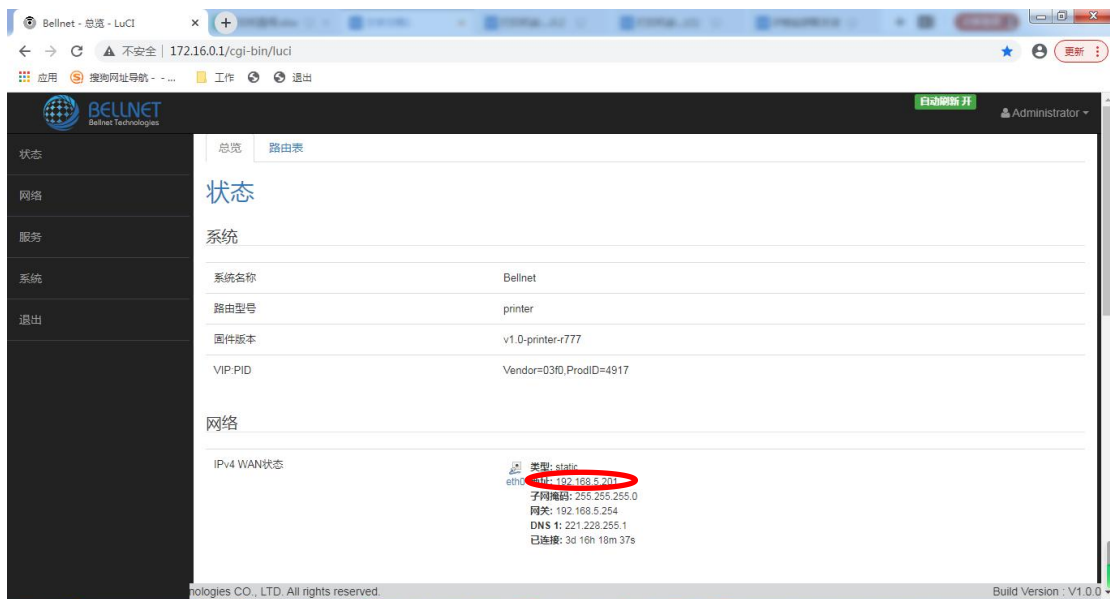 Bellnet - 总览 - LuCI
不安全 172.16.0.1/cgi-bin/luci
更新
应用 搜狗网址导航 - - ... 工作 退出
BELLNET
Bellnet Technologies
自动刷新 开
Administrator
状态
网络
服务
系统
退出
总览 路由表
状态
系统
系统名称 Bellnet
路由型号 printer
固件版本 v1.0-printer-r777
VIP:PID Vendor=03f0,ProdID=4917
网络
IPv4 WAN状态
类型: static
eth0 地址: 192.168.5.201
子网掩码: 255.255.255.0
网关: 192.168.5.254
DNS 1: 221.228.255.1
已连接: 3d 16h 18m 37s
nologies CO., LTD. All rights reserved.
Build Version : V1.0.0